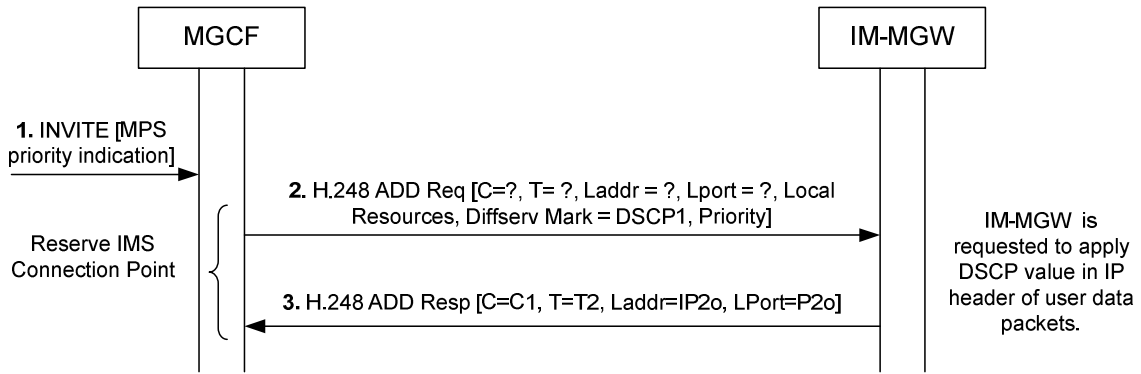 MGCF
IM-MGW
1. INVITE [MPS
priority indication]
2. H.248 ADD Req [C=?, T= ?, Laddr = ?, Lport = ?, Local
Resources, Diffserv Mark = DSCP1, Priority]
Reserve IMS
Connection Point
IM-MGW is
requested to apply
DSCP value in IP
header of user data
packets.
3. H.248 ADD Resp [C=C1, T=T2, Laddr=IP2o, LPort=P2o]